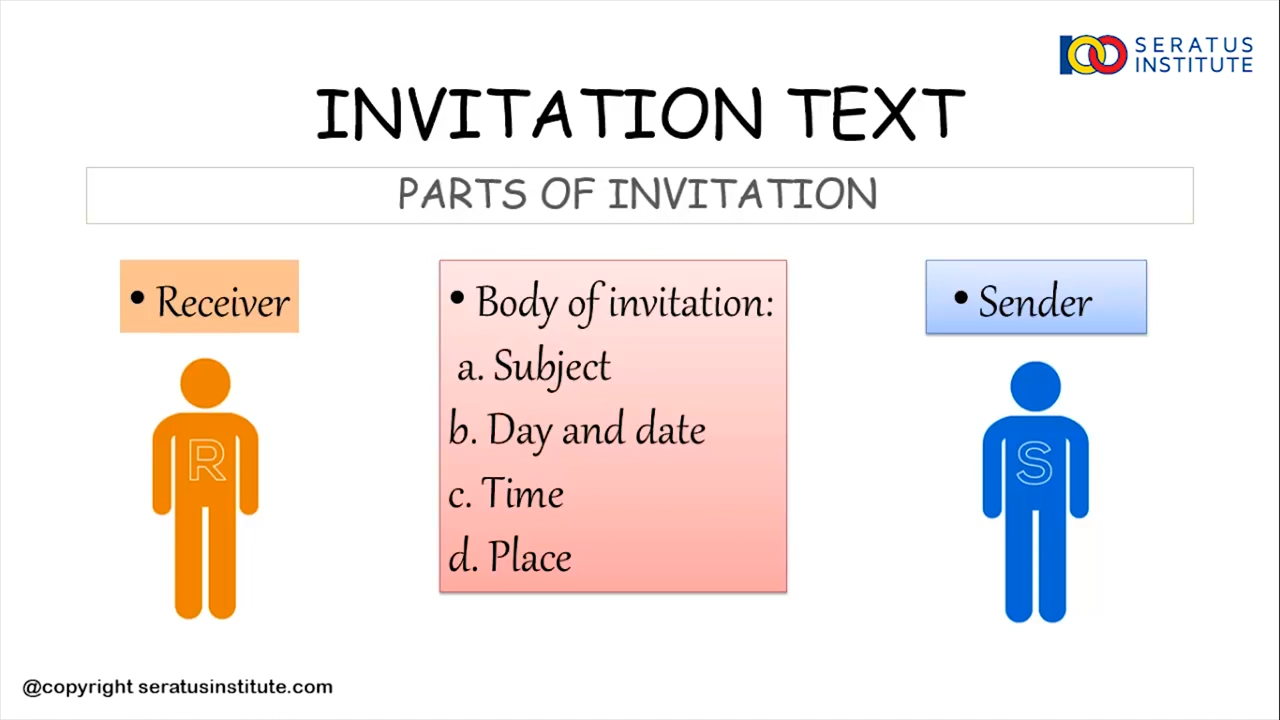 SERATUS
INSTITUTE
INVITATION TEXT
PARTS OF INVITATION
• Receiver
R
• Body of invitation:
a. Subject
b. Day and date
c. Time
d. Place
• Sender
S
@copyright seratusinstitute.com